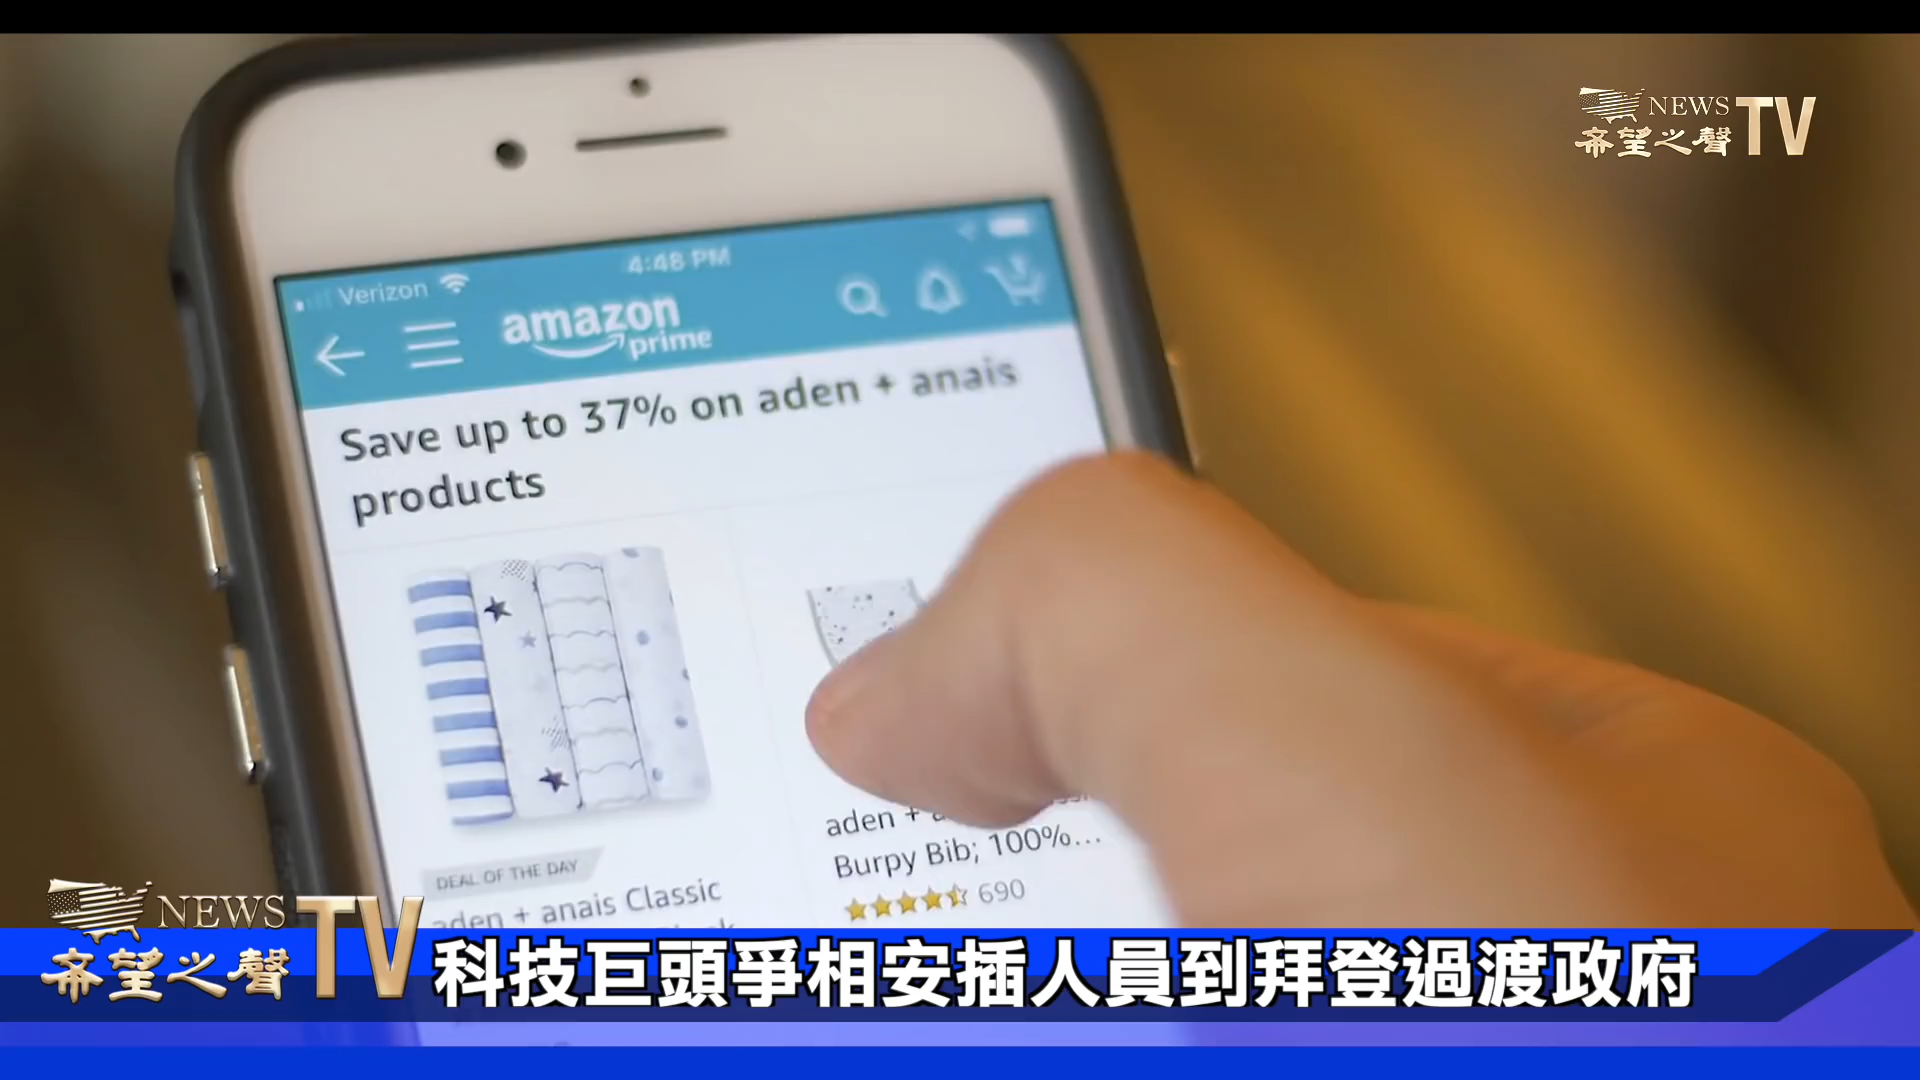 NEWS
希望之聲 TV
4:48 PM
Verizon
amazon
prime
Save up to 37% on aden + anais
products
DEAL OF THE DAY
aden + anais Classic
aden +
Burpy Bib; 100%...
690
NEWS
希望之聲 TV
科技巨頭爭相安插人員到拜登過渡政府